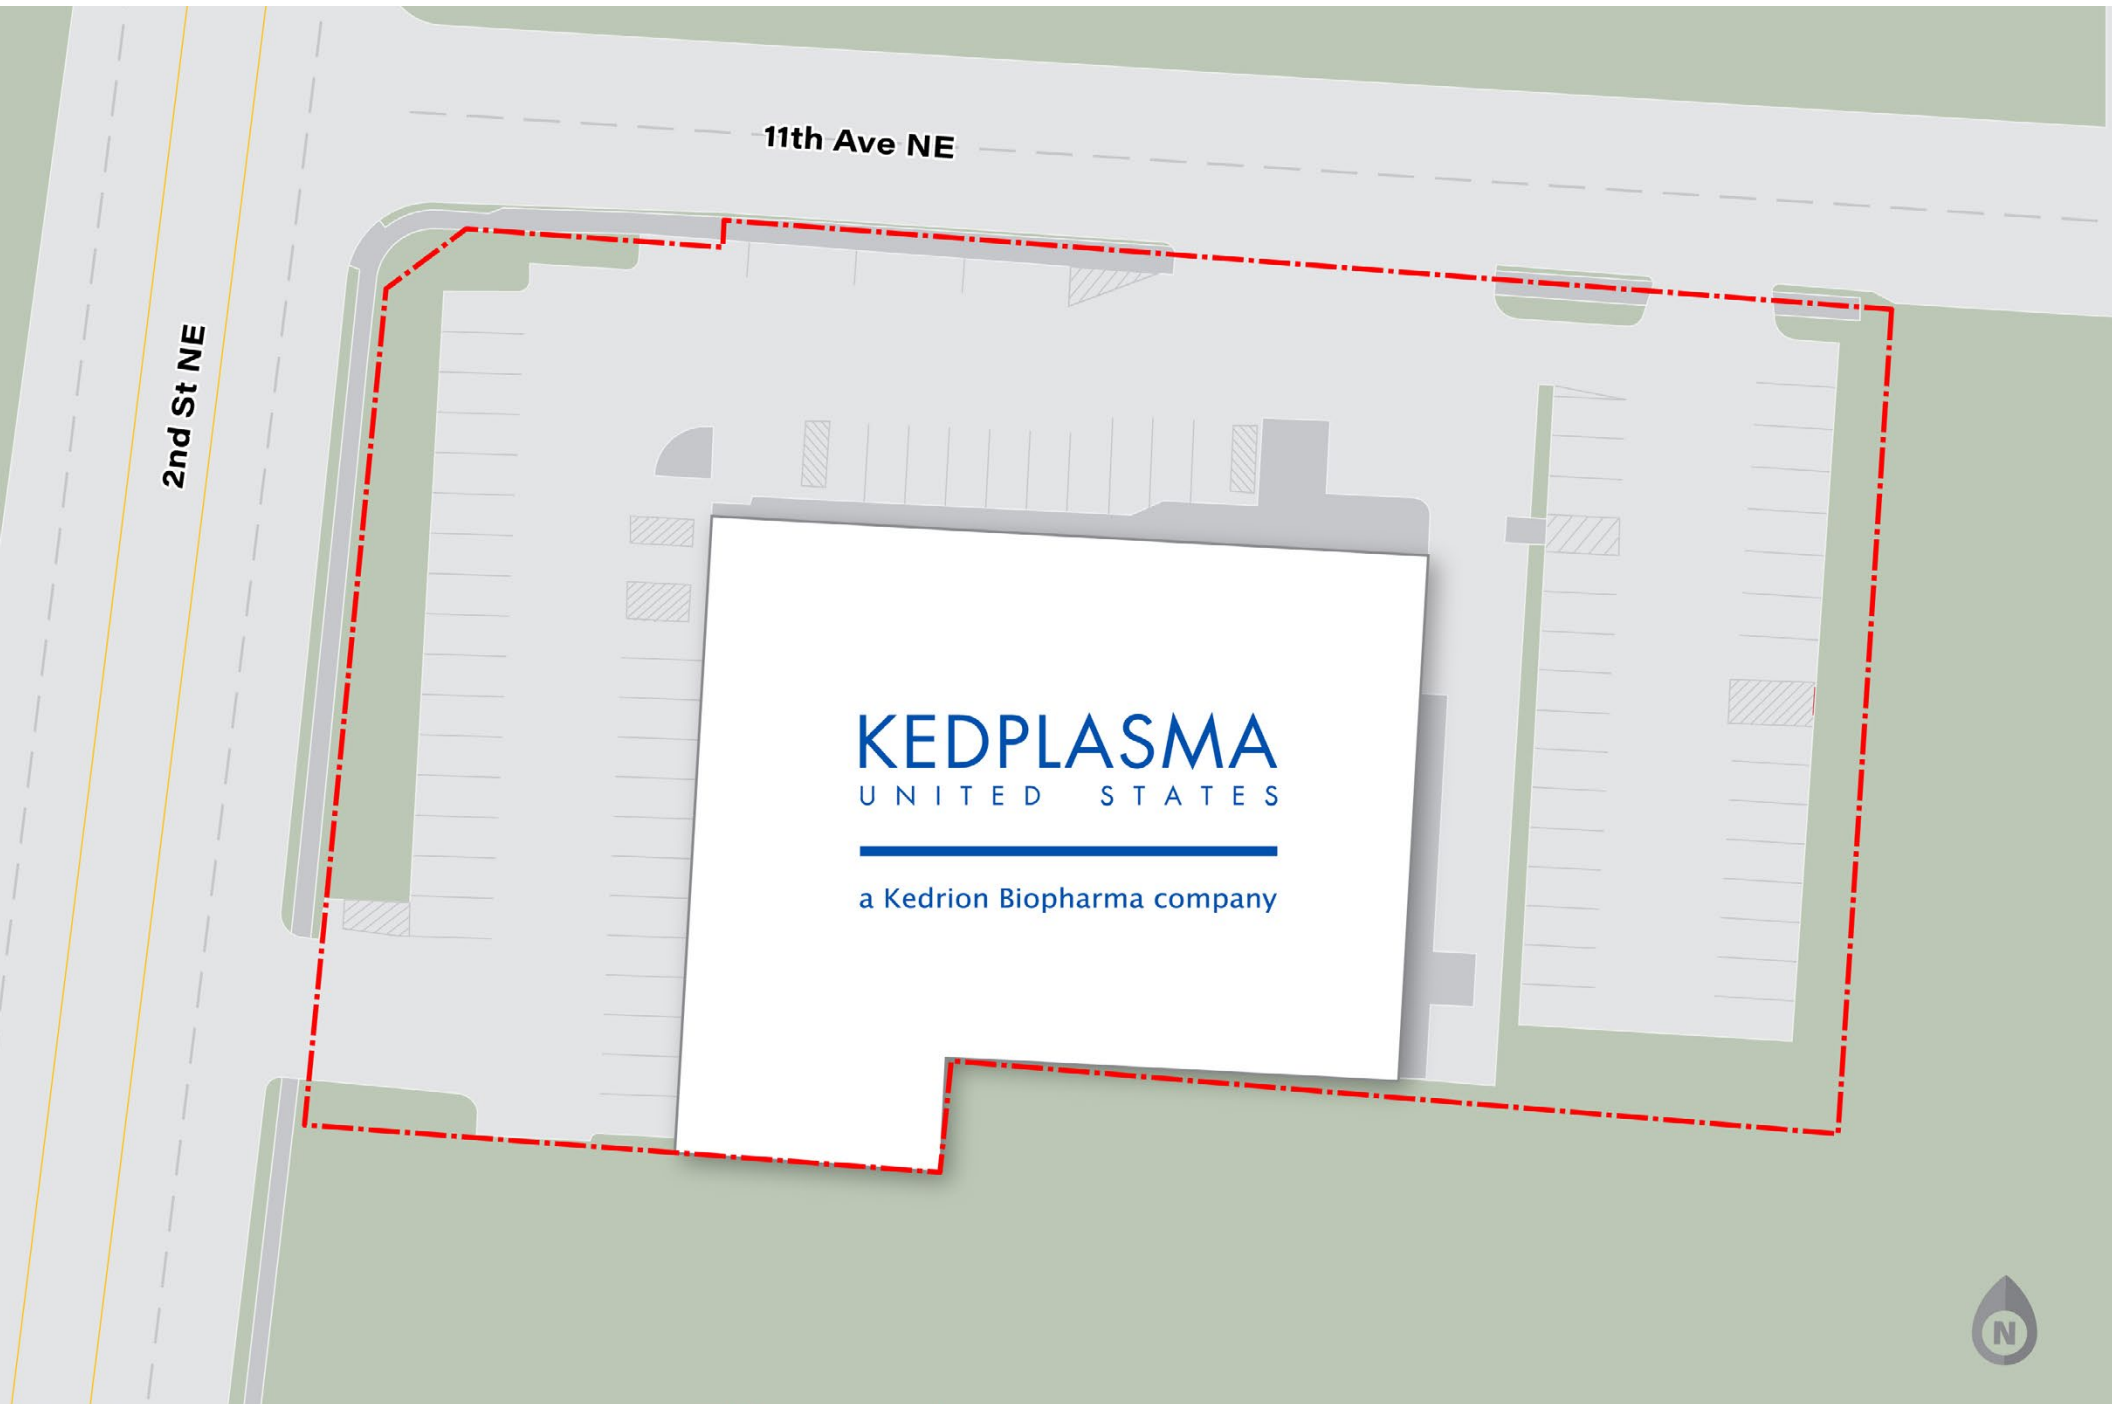 11th Ave NE
2nd St NE
KEDPLASMA
UNITED STATES
a Kedrion Biopharma company
N